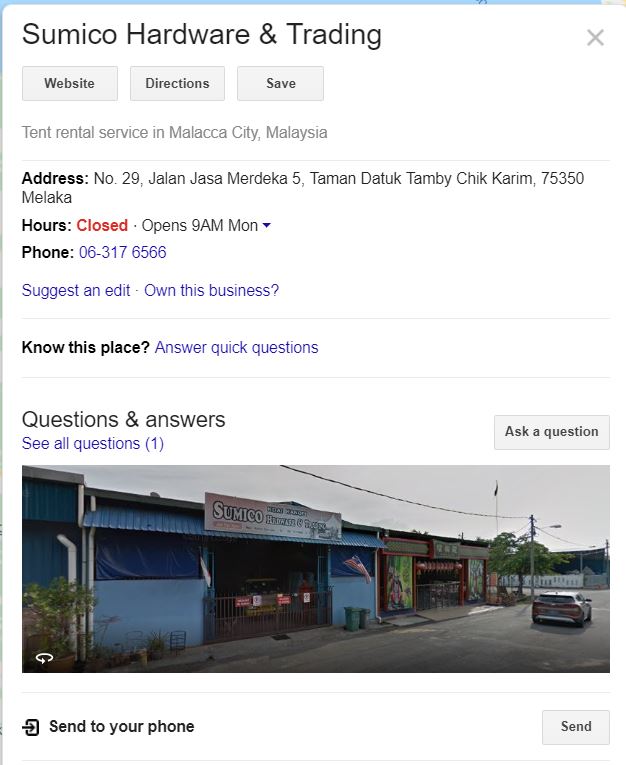 Sumico Hardware & Trading
Website
Directions
Save
Tent rental service in Malacca City, Malaysia
Address: No. 29, Jalan Jasa Merdeka 5, Taman Datuk Tamby Chik Karim, 75350
Melaka
Hours: Closed · Opens 9AM Mon
Phone: 06-317 6566
Suggest an edit · Own this business?
Know this place? Answer quick questions
Questions & answers
See all questions (1)
Ask a question
SUMICO
Send to your phone
Send